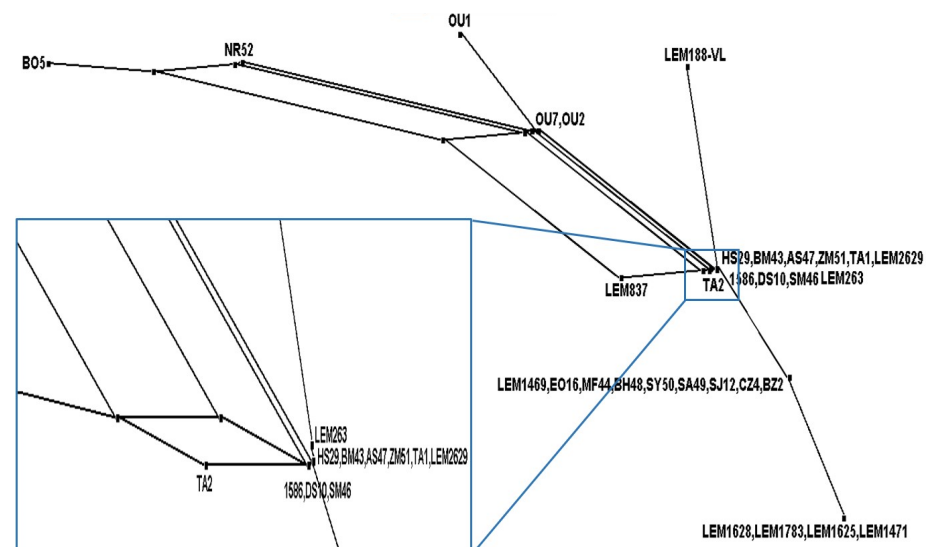 OU1
NR52
LEM188-VL
BO5
OU7,OU2
HS29,BM43,AS47,ZM51,TA1,LEM2629
TA2
1586,DS10,SM46 LEM263
LEM837
LEM1469,EO16,MF44,BH48,SY50,SA49,SJ12,CZ4,BZ2
LEM263
HS29,BM43,AS47,ZM51,TA1,LEM2629
TA2
1586,DS10,SM46
LEM1628,LEM1783,LEM1625,LEM1471